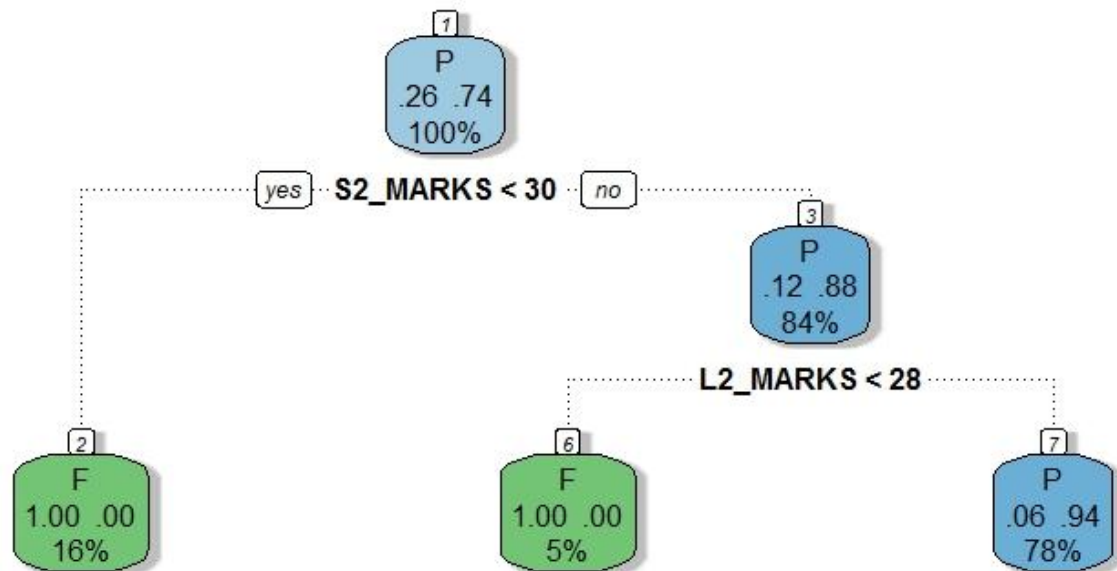 1
P
.26 .74
100%
yes S2_MARKS < 30 no
3
P
.12 .88
84%
L2_MARKS < 28
2
F
1.00 .00
16%
6
F
1.00 .00
5%
7
P
.06 .94
78%